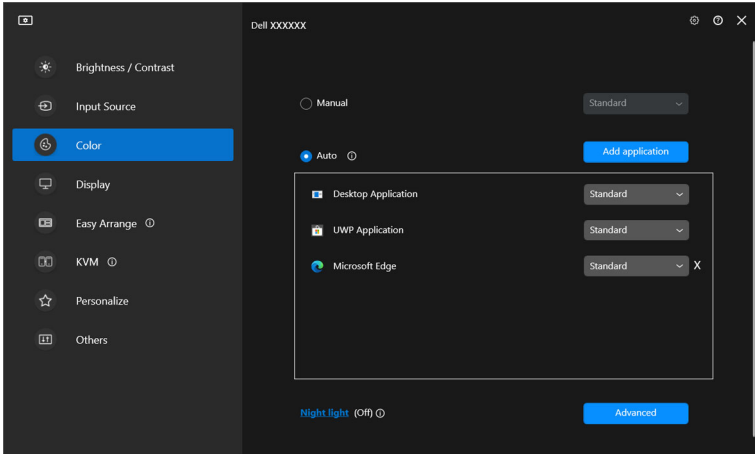 Dell XXXXXX
Brightness / Contrast
Input Source
Color
Display
Easy Arrange
KVM
Personalize
Others
Manual
Standard
Auto
Add application
Desktop Application
Standard
UWP Application
Standard
Microsoft Edge
Standard
X
Night light (Off)
Advanced